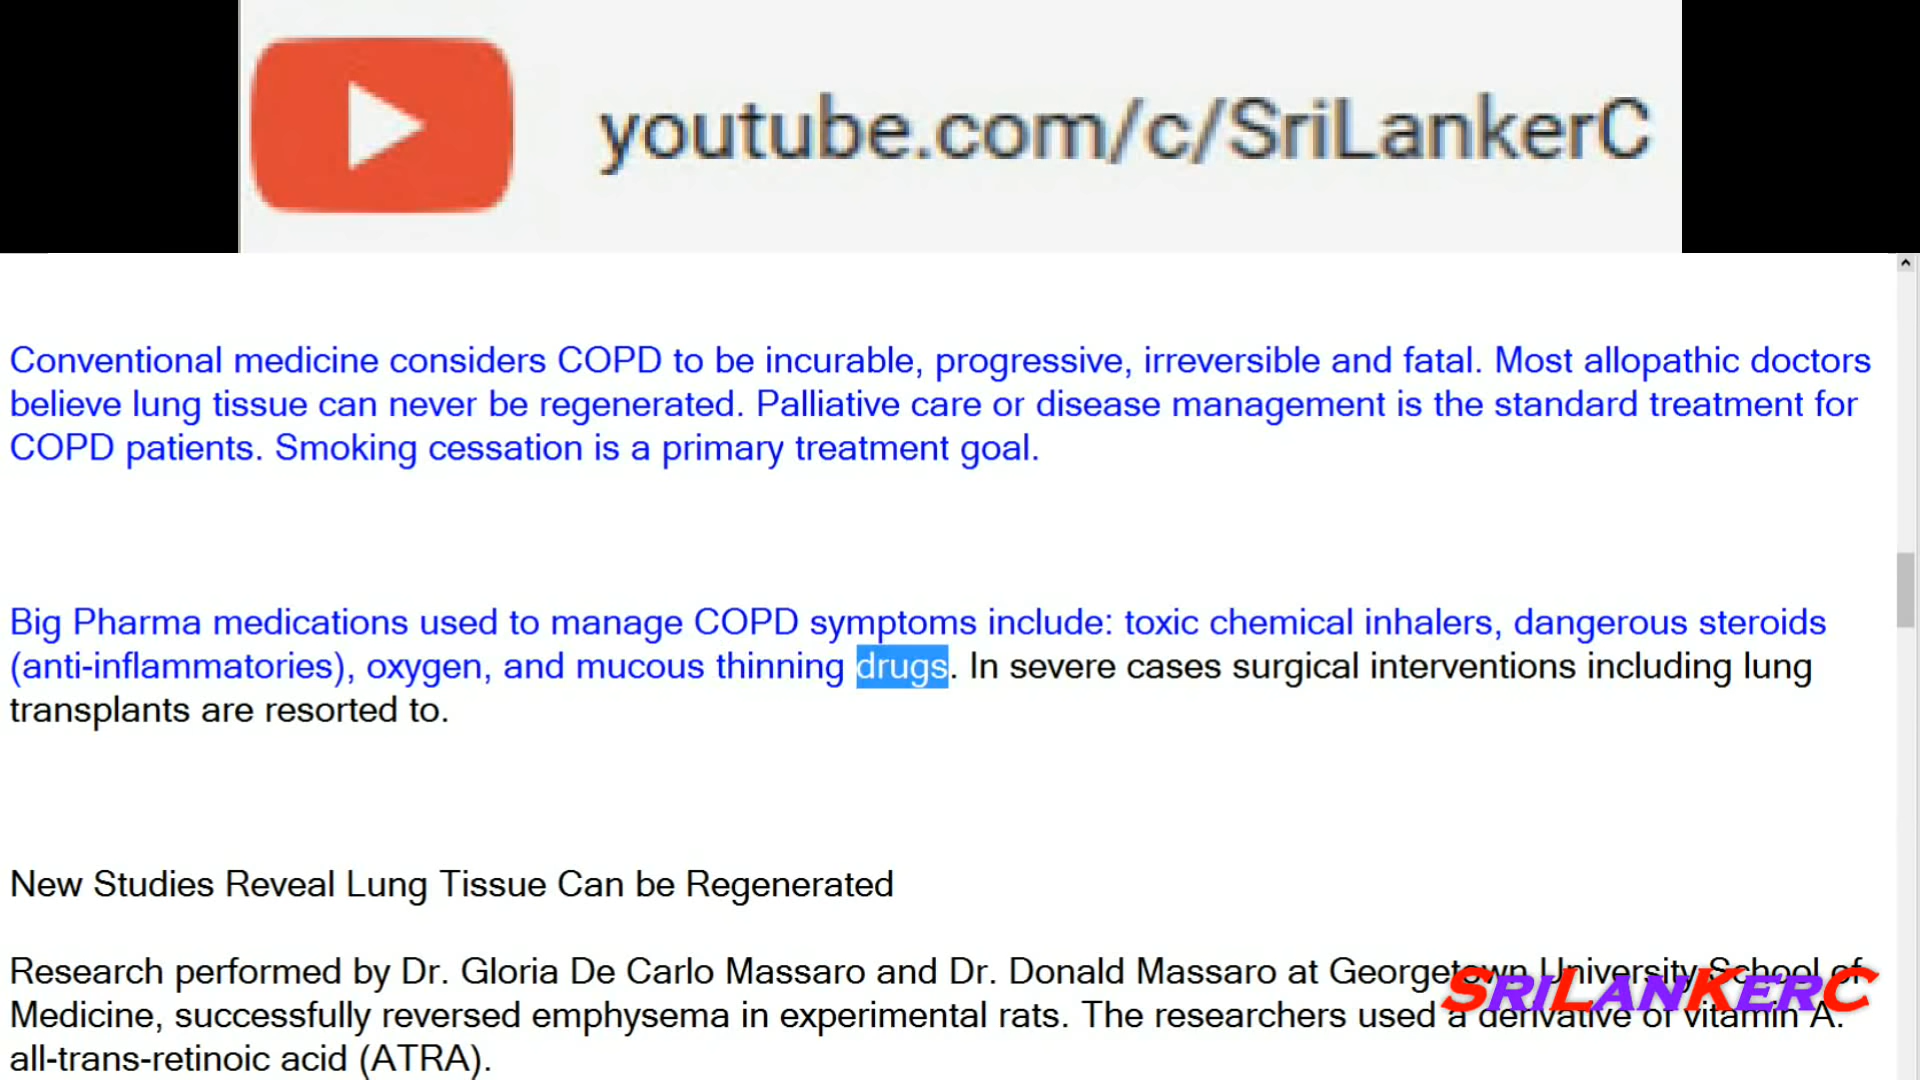 youtube.com/c/SriLankerC
Conventional medicine considers COPD to be incurable, progressive, irreversible and fatal. Most allopathic doctors
believe lung tissue can never be regenerated. Palliative care or disease management is the standard treatment for
COPD patients. Smoking cessation is a primary treatment goal.
Big Pharma medications used to manage COPD symptoms include: toxic chemical inhalers, dangerous steroids
(anti-inflammatories), oxygen, and mucous thinning drugs. In severe cases surgical interventions including lung
transplants are resorted to.
New Studies Reveal Lung Tissue Can be Regenerated
Research performed by Dr. Gloria De Carlo Massaro and Dr. Donald Massaro at Georgetown University School of
Medicine, successfully reversed emphysema in experimental rats. The researchers used a derivative of vitamin A.
all-trans-retinoic acid (ATRA).
SRILANKERC